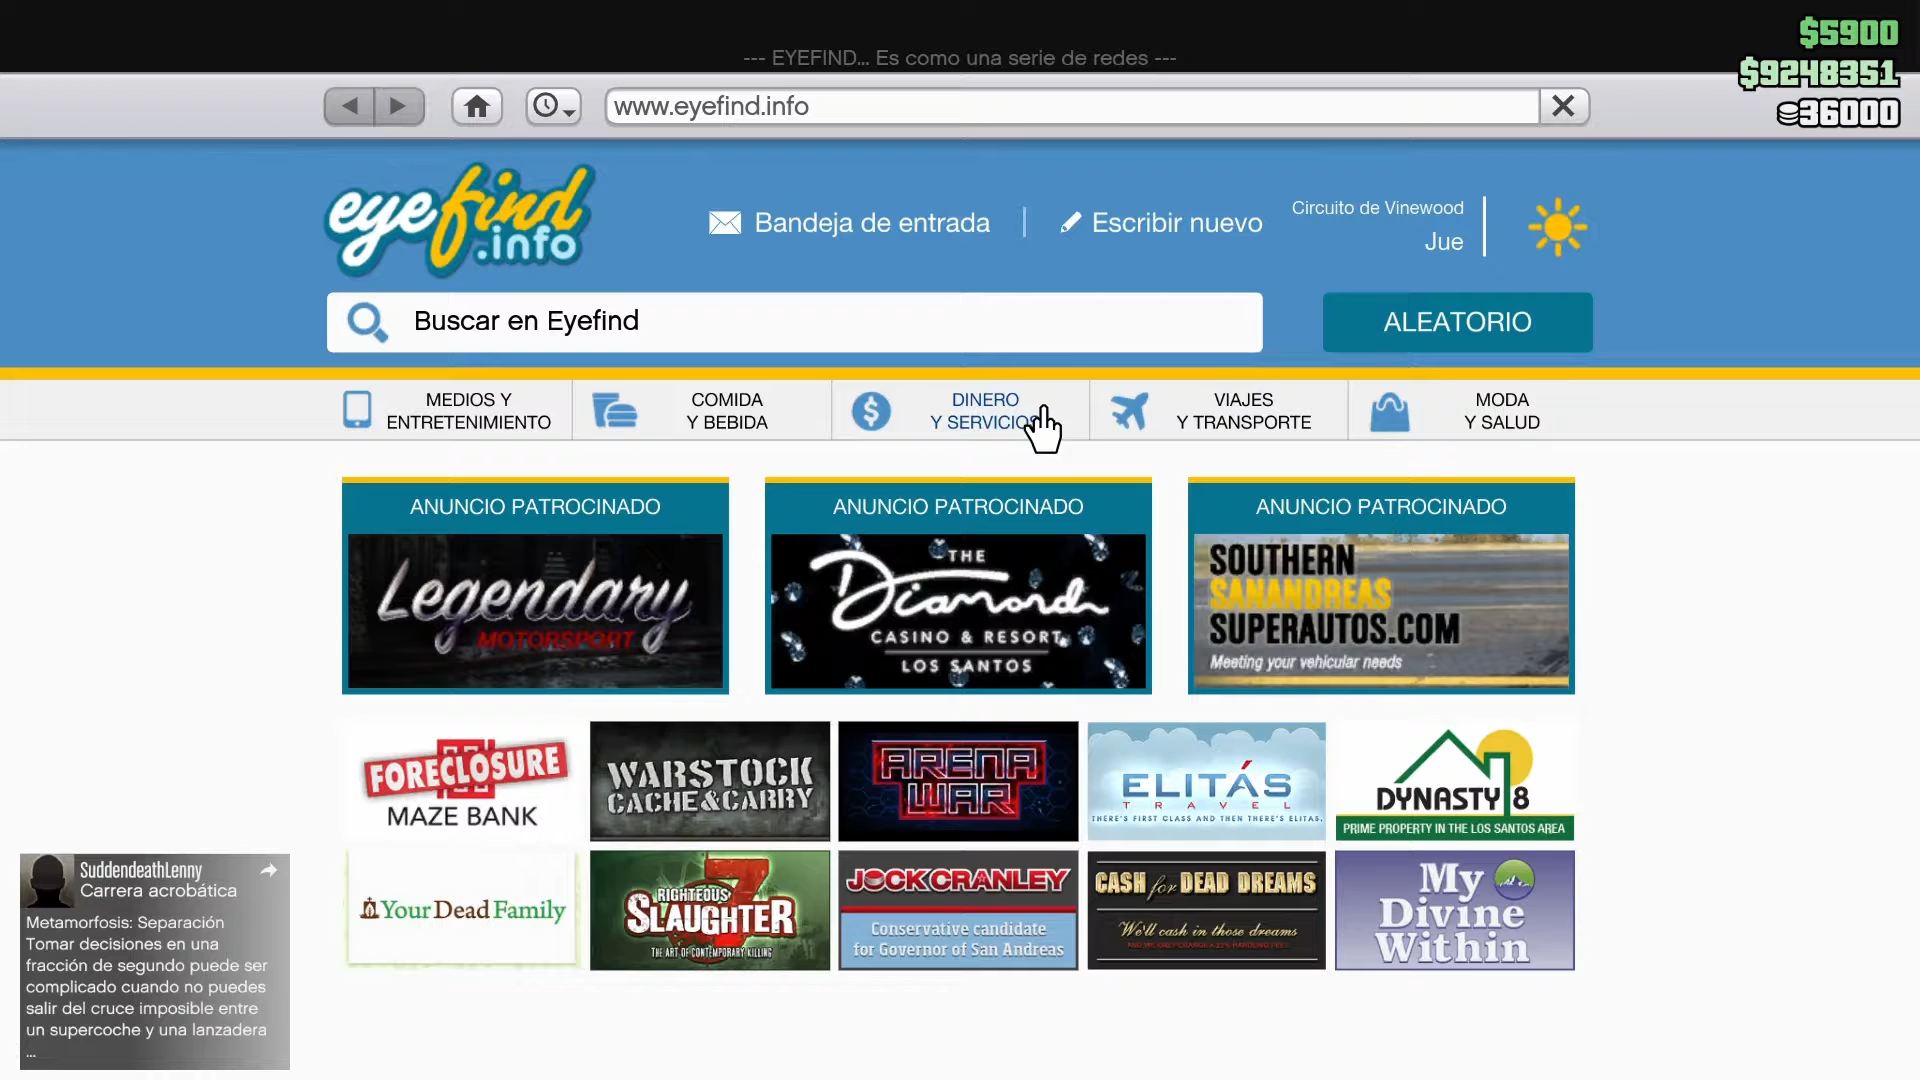 $5900
--- EYEFIND... Es como una serie de redes ---
$9248351
www.eyefind.info
36000
eyefind
.info
Bandeja de entrada
Escribir nuevo
Circuito de Vinewood
Jue
Buscar en Eyefind
ALEATORIO
MEDIOS Y
ENTRETENIMIENTO
COMIDA
Y BEBIDA
DINERO
Y SERVICIOS
VIAJES
Y TRANSPORTE
MODA
Y SALUD
ANUNCIO PATROCINADO
Legendary
MOTORSPORT
ANUNCIO PATROCINADO
THE
Diamond
CASINO & RESORT
LOS SANTOS
ANUNCIO PATROCINADO
SOUTHERN
SANANDREAS
SUPERAUTOS.COM
Meeting your vehicular needs
FORECLOSURE
MAZE BANK
WARSTOCK
CACHE&CARRY
ARENA
WAR
ELITÁS
TRAVEL
THERE'S FIRST CLASS AND THEN THERE'S ELITAS.
DYNASTY 8
PRIME PROPERTY IN THE LOS SANTOS AREA
YourDeadFamily
RIGHTEOUS
SLAUGHTER
7
THE ART OF CONTEMPORARY KILLING
JOCK CRANLEY
Conservative candidate
for Governor of San Andreas
CASH for DEAD DREAMS
We'll cash in those dreams
My
Divine
Within
SuddendeathLenny
Carrera acrobática
Metamorfosis: Separación
Tomar decisiones en una
fracción de segundo puede ser
complicado cuando no puedes
salir del cruce imposible entre
un supercoche y una lanzadera
...